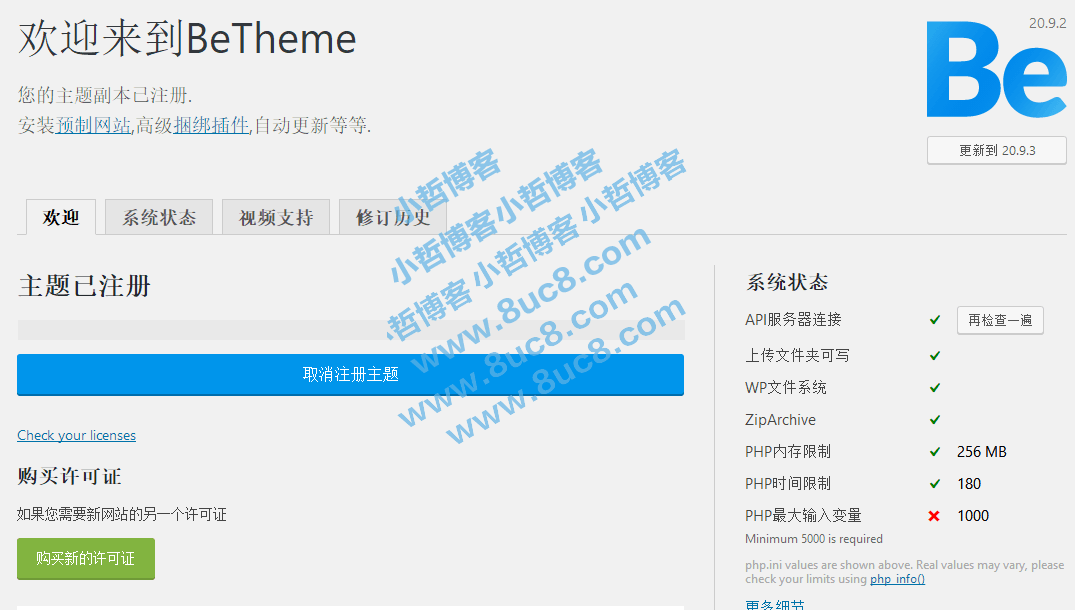 欢迎来到BeTheme
20.9.2
Be
您的主题副本已注册.
安装预制网站,高级捆绑插件,自动更新等等.
更新到 20.9.3
欢迎
系统状态
视频支持
修订历史
小哲博客
小哲博客小哲博客
哲博客小哲博客小哲博客
www.8uc8.com
www.8uc8.com
www.8uc8.com
主题已注册
取消注册主题
Check your licenses
购买许可证
如果您需要新网站的另一个许可证
购买新的许可证
系统状态
API服务器连接 再检查一遍
上传文件夹可写
WP文件系统
ZipArchive
PHP内存限制 256 MB
PHP时间限制 180
PHP最大输入变量 1000
Minimum 5000 is required
php.ini values are shown above. Real values may vary, please
check your limits using php_info()
更多细节